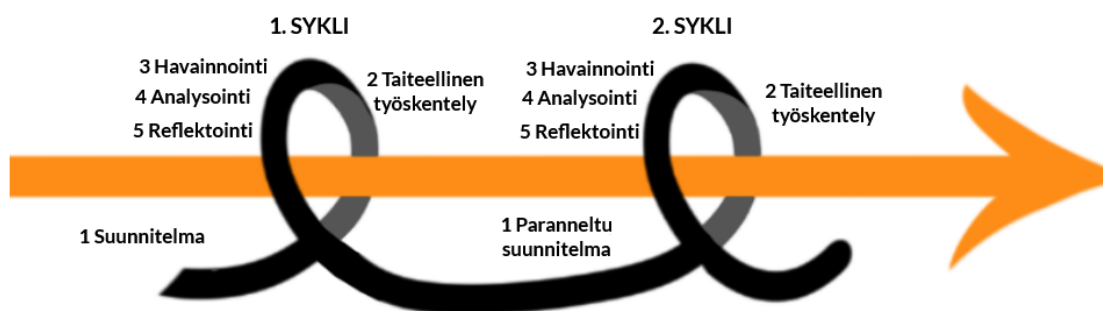 1. SYKLI
3 Havainnointi
4 Analysointi
5 Reflektointi
2 Taiteellinen
työskentely
1 Suunnitelma
2. SYKLI
3 Havainnointi
4 Analysointi
5 Reflektointi
2 Taiteellinen
työskentely
1 Paranneltu
suunnitelma